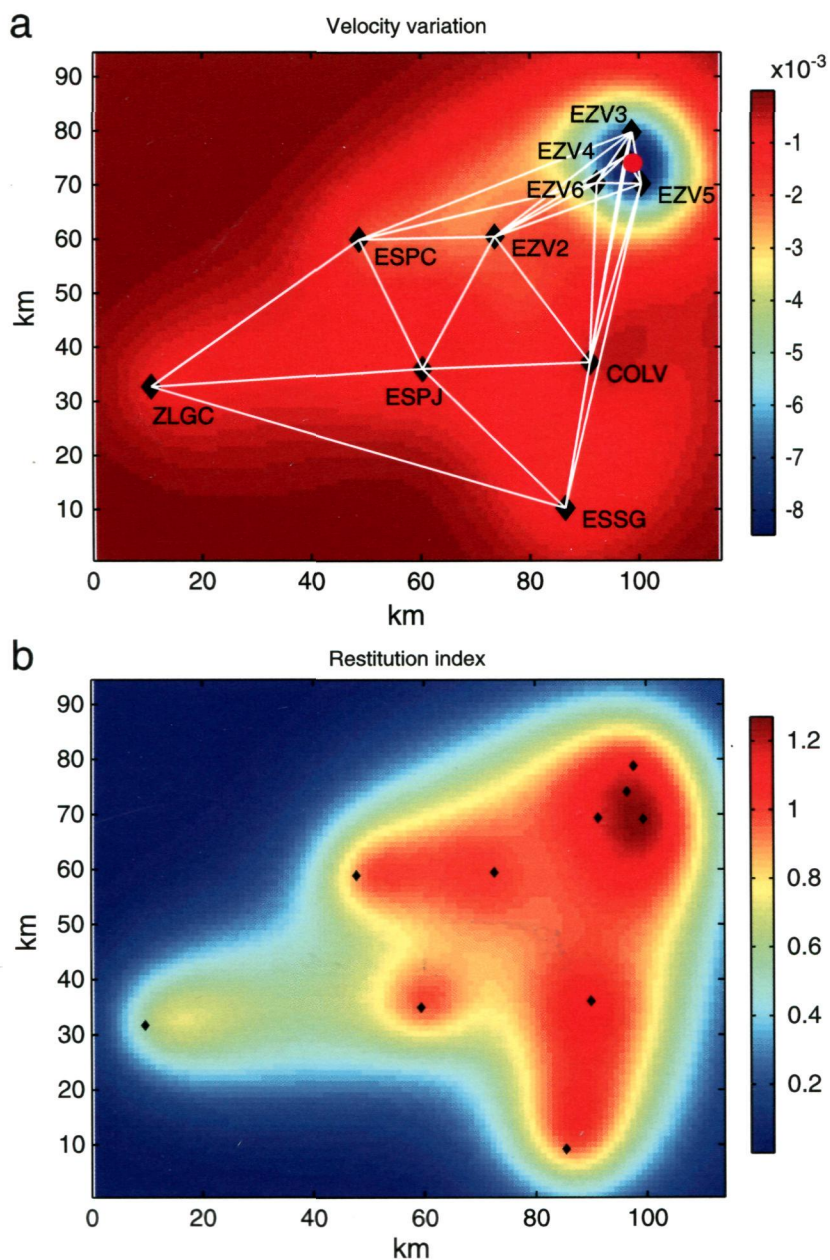 a
Velocity variation
x10-3
90
80
70
60
50
40
30
20
10
km
EZV3
EZV4
EZV6
EZV5
ESPC
EZV2
COLV
ZLGC
ESPJ
ESSG
-1
-2
-3
-4
-5
-6
-7
-8
0 20 40 60 80 100
km
b
Restitution index
90
80
70
60
50
40
30
20
10
km
1.2
1
0.8
0.6
0.4
0.2
0 20 40 60 80 100
km